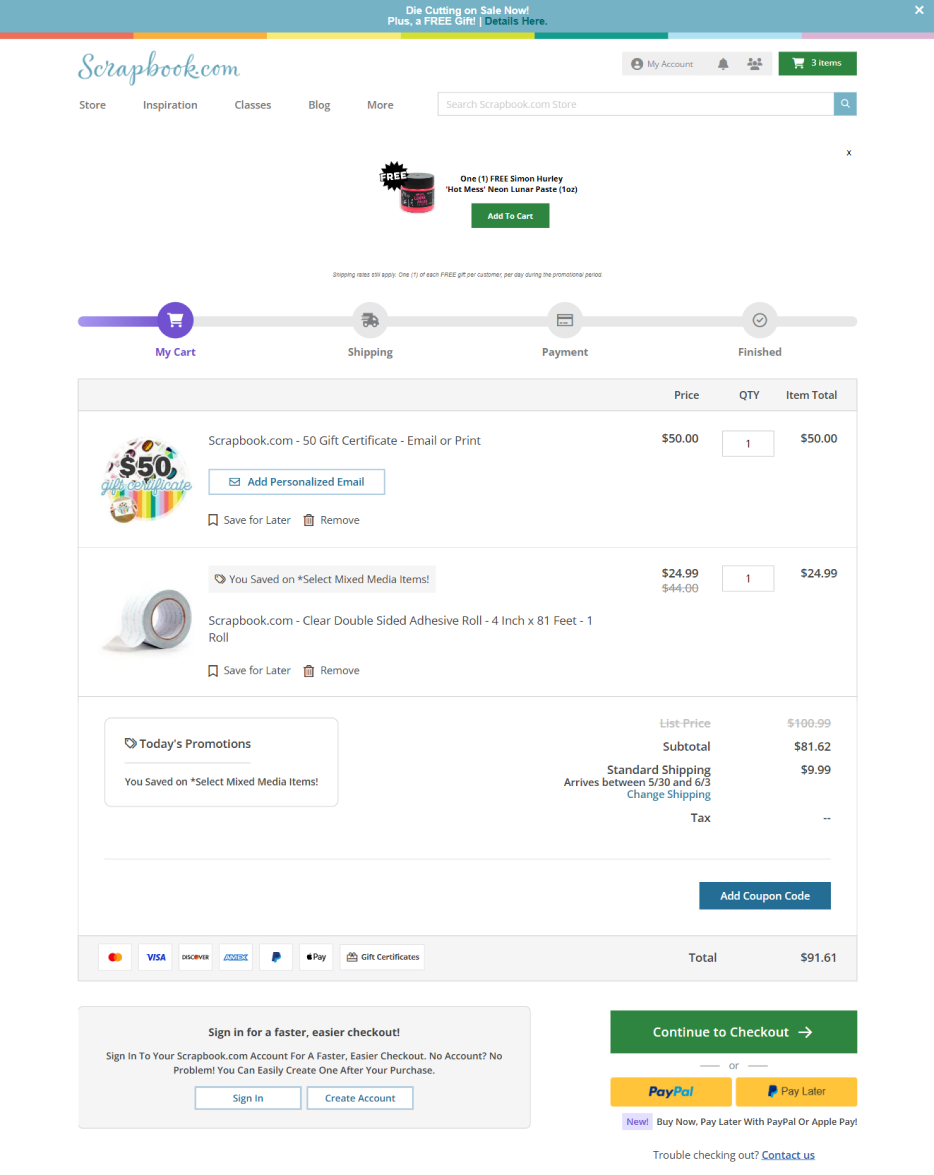 Die Cutting on Sale Now!
Plus, a FREE Gift! | Details Here.
Scrapbook.com
My Account
3 Items
Store Inspiration Classes Blog More
Search Scrapbook.com Store
x
FREE
One (1) FREE Simon Hurley
'Hot Mess' Neon Lunar Paste (1oz)
Add To Cart
Shipping rates still apply. One (1) of each FREE gift per customer, per day during the promotional period.
My Cart Shipping Payment Finished
Price QTY Item Total
$50
gift certificate
Scrapbook.com - 50 Gift Certificate - Email or Print
$50.00 1 $50.00
Add Personalized Email
Save for Later Remove
You Saved on *Select Mixed Media Items!
$24.99 1 $24.99
$44.00
Scrapbook.com - Clear Double Sided Adhesive Roll - 4 Inch x 81 Feet - 1
Roll
Save for Later Remove
Today's Promotions
You Saved on *Select Mixed Media Items!
List Price $100.99
Subtotal $81.62
Standard Shipping $9.99
Arrives between 5/30 and 6/3
Change Shipping
Tax --
Add Coupon Code
VISA DISCOVER AMEX Pay Gift Certificates
Total $91.61
Sign in for a faster, easier checkout!
Sign In To Your Scrapbook.com Account For A Faster, Easier Checkout. No Account? No
Problem! You Can Easily Create One After Your Purchase.
Sign In Create Account
Continue to Checkout
or
PayPal Pay Later
New! Buy Now, Pay Later With PayPal Or Apple Pay!
Trouble checking out? Contact us